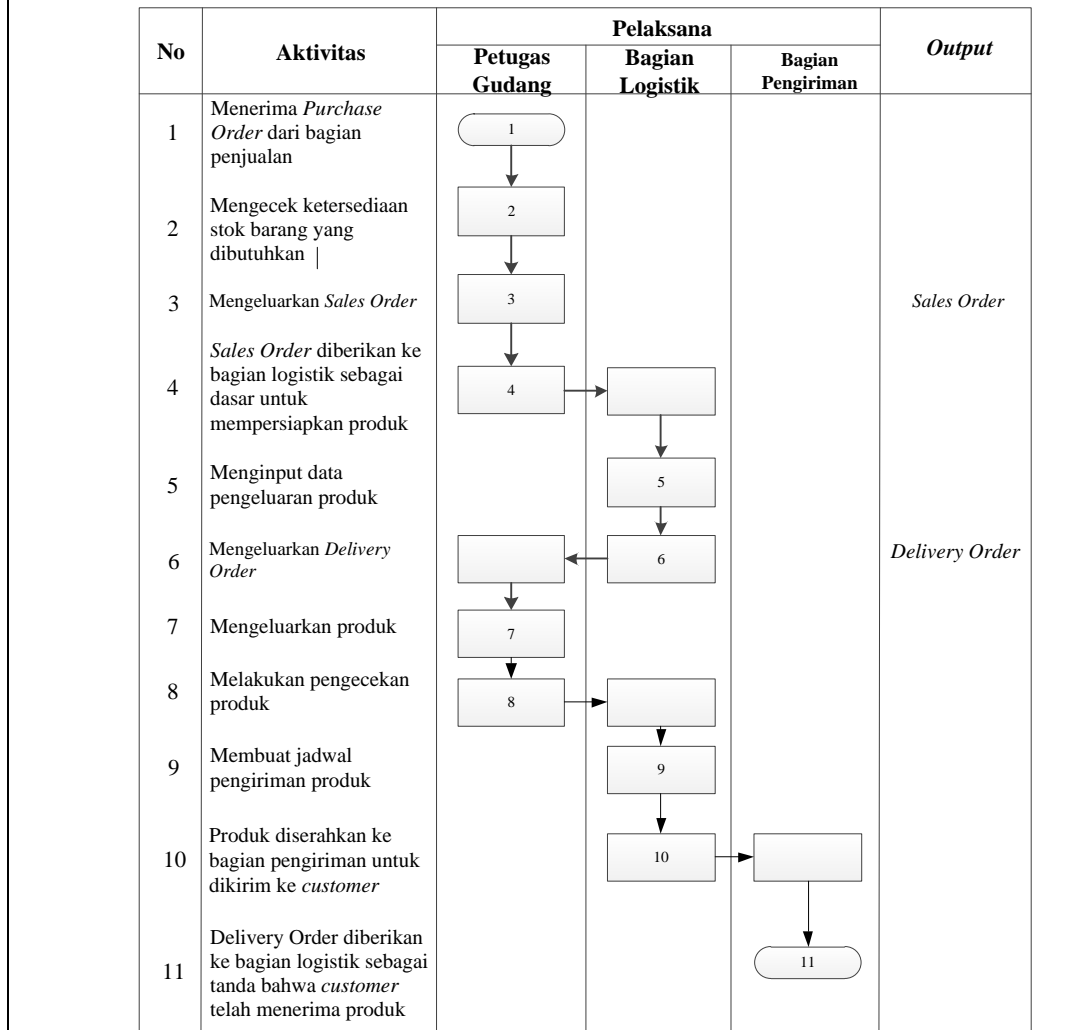 No
Aktivitas
Pelaksana
Output
Petugas
Gudang
Bagian
Logistik
Bagian
Pengiriman
1
Menerima Purchase
Order dari bagian
penjualan
1
2
Mengecek ketersediaan
stok barang yang
dibutuhkan
2
3
Mengeluarkan Sales Order
3
Sales Order
4
Sales Order diberikan ke
bagian logistik sebagai
dasar untuk
mempersiapkan produk
4
5
Menginput data
pengeluaran produk
5
6
Mengeluarkan Delivery
Order
6
Delivery Order
7
Mengeluarkan produk
7
8
Melakukan pengecekan
produk
8
9
Membuat jadwal
pengiriman produk
9
10
Produk diserahkan ke
bagian pengiriman untuk
dikirim ke customer
10
11
Delivery Order diberikan
ke bagian logistik sebagai
tanda bahwa customer
telah menerima produk
11